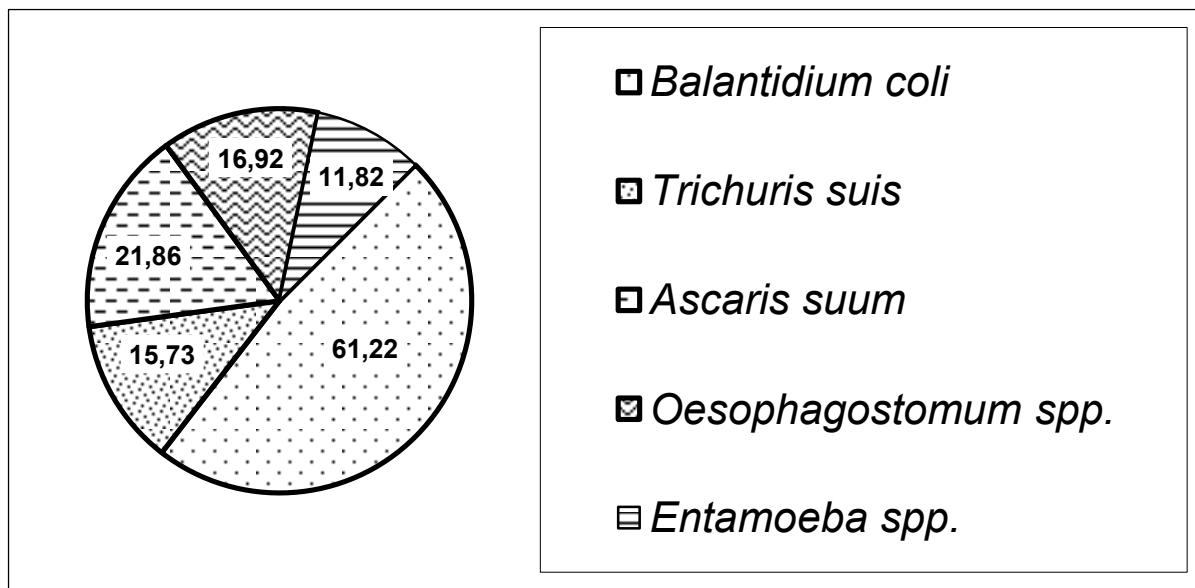 16,92
11,82
21,86
15,73
61,22
Balantidium coli
Trichuris suis
Ascaris suum
Oesophagostomum spp.
Entamoeba spp.